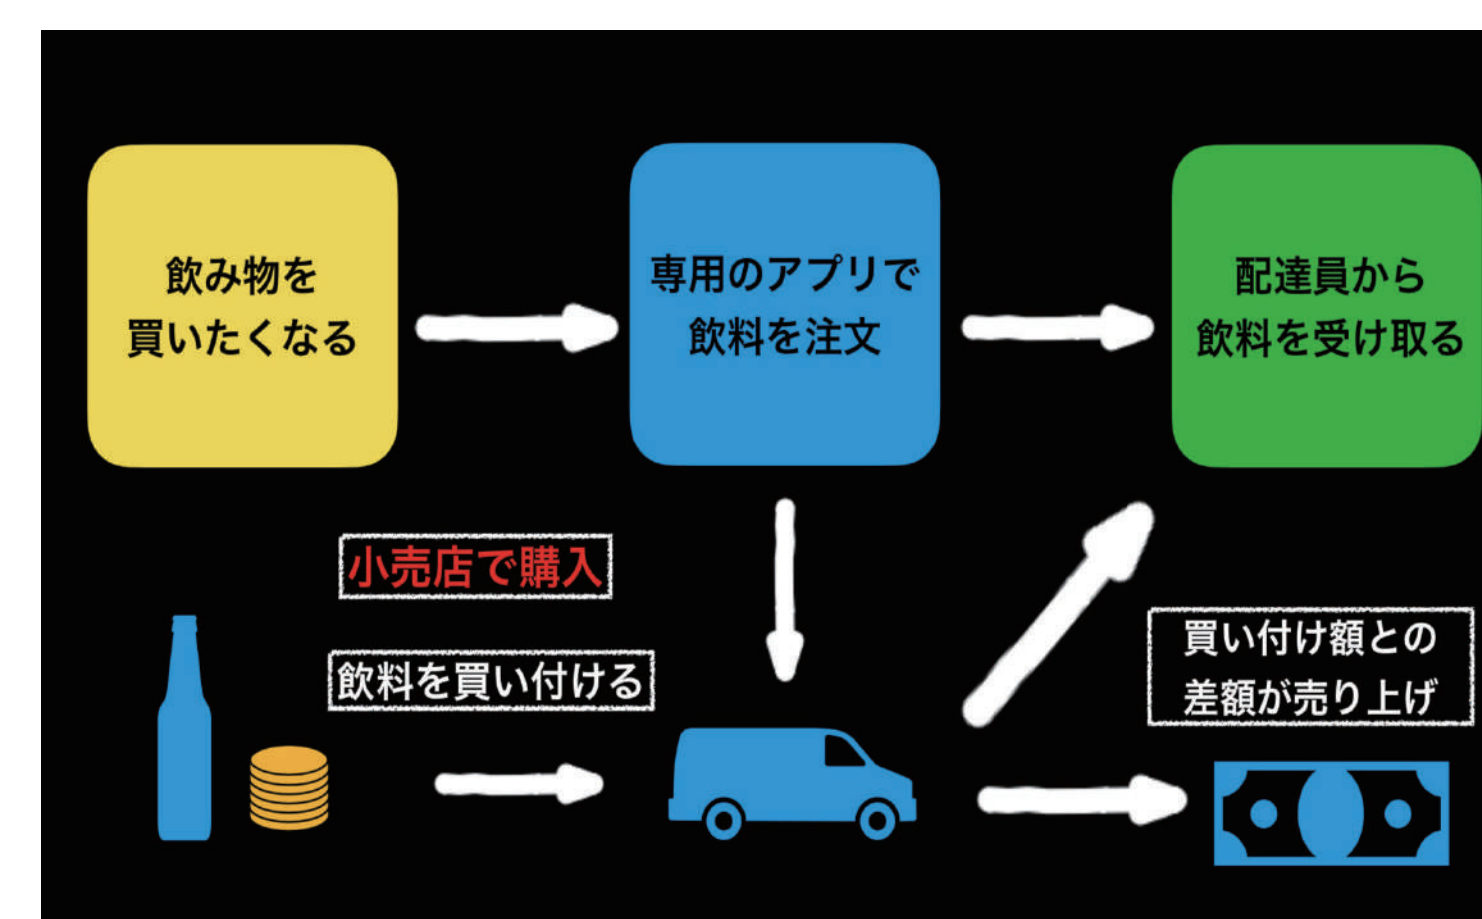 飲み物を
買いたくなる
専用のアプリで
飲料を注文
配達員から
飲料を受け取る
小売店で購入
飲料を買い付ける
買い付け額との
差額が売り上げ